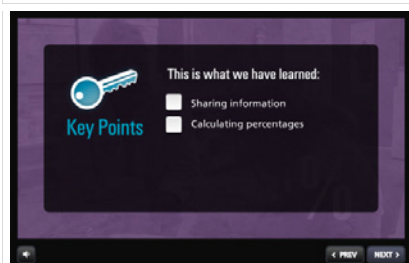 This is what we have learned:
Sharing information
Key Points
Calculating percentages
%
< PREV
NEXT >